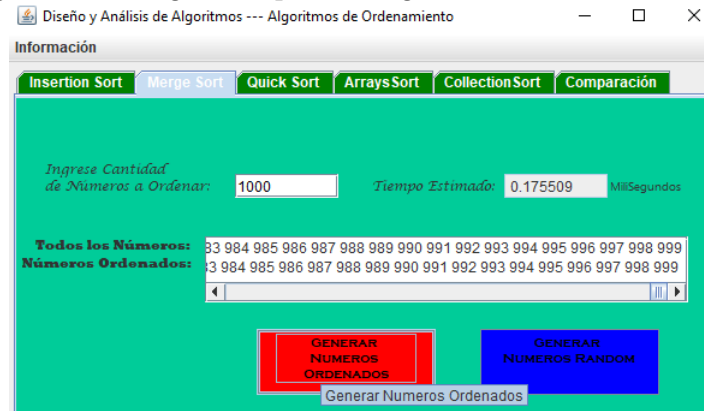 Diseño y Análisis de Algoritmos --- Algoritmos de Ordenamiento
Información
Insertion Sort Merge Sort Quick Sort ArraysSort CollectionSort Comparación
Ingrese Cantidad
de Números a Ordenar: 1000 Tiempo Estimado: 0.175509 MiliSegundos
Todos los Números: 83 984 985 986 987 988 989 990 991 992 993 994 995 996 997 998 999
Números Ordenados: 83 984 985 986 987 988 989 990 991 992 993 994 995 996 997 998 999
GENERAR
NUMEROS
ORDENADOS
GENERAR
NUMEROS RANDOM
Generar Numeros Ordenados